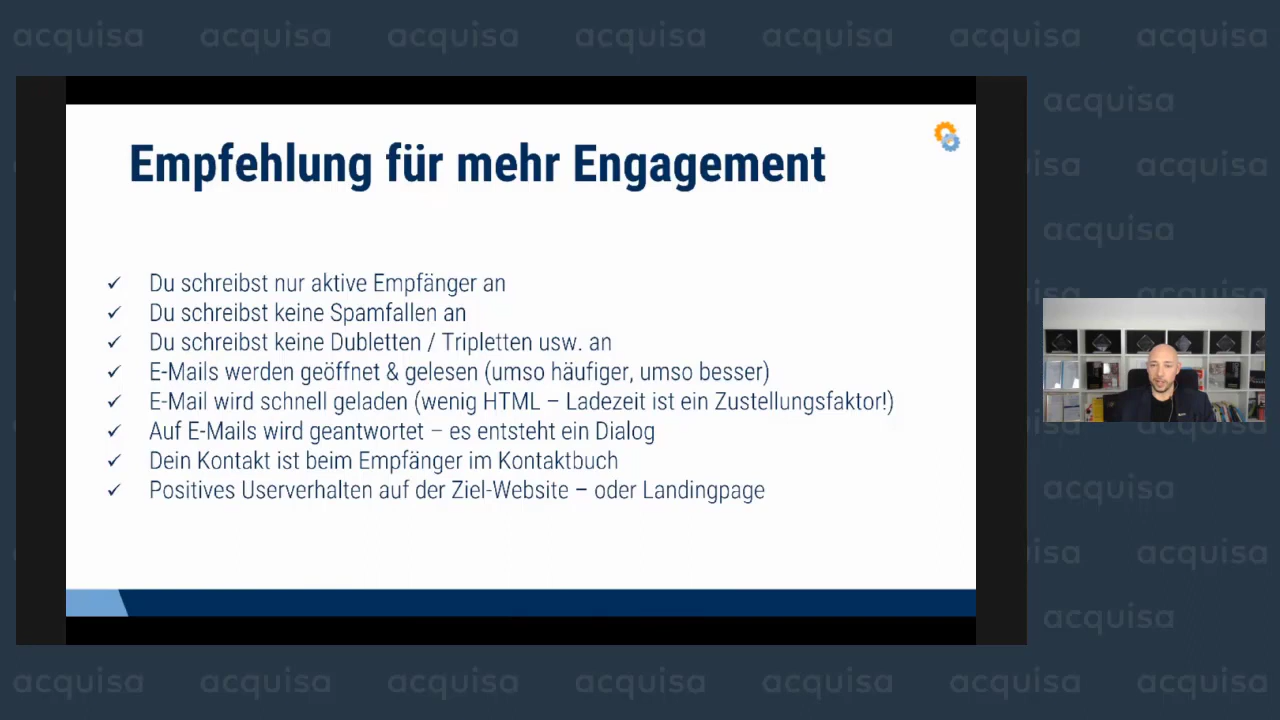 acquisa acquisa acquisa acquisa acquisa acquisa acquisa
Empfehlung für mehr Engagement
✓ Du schreibst nur aktive Empfänger an
✓ Du schreibst keine Spamfallen an
✓ Du schreibst keine Dubletten / Tripletten usw. an
✓ E-Mails werden geöffnet & gelesen (umso häufiger, umso besser)
✓ E-Mail wird schnell geladen (wenig HTML – Ladezeit ist ein Zustellungsfaktor!)
✓ Auf E-Mails wird geantwortet – es entsteht ein Dialog
✓ Dein Kontakt ist beim Empfänger im Kontaktbuch
✓ Positives Userverhalten auf der Ziel-Website – oder Landingpage
acquisa
acquisa
acquisa
acquisa
acquisa
acquisa
acquisa
acquisa acquisa acquisa acquisa acquisa acquisa acquisa